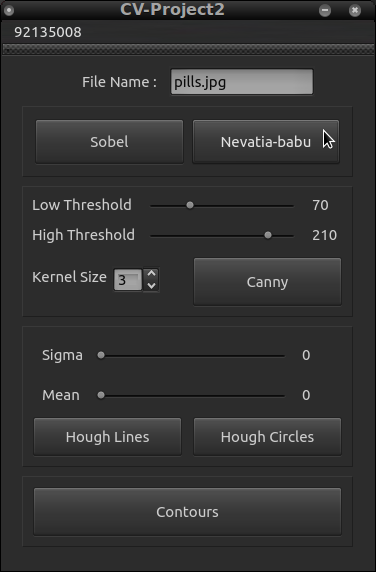 CV-Project2
92135008
File Name : pills.jpg
Sobel Nevatia-babu
Low Threshold 70
High Threshold 210
Kernel Size 3 Canny
Sigma 0
Mean 0
Hough Lines Hough Circles
Contours